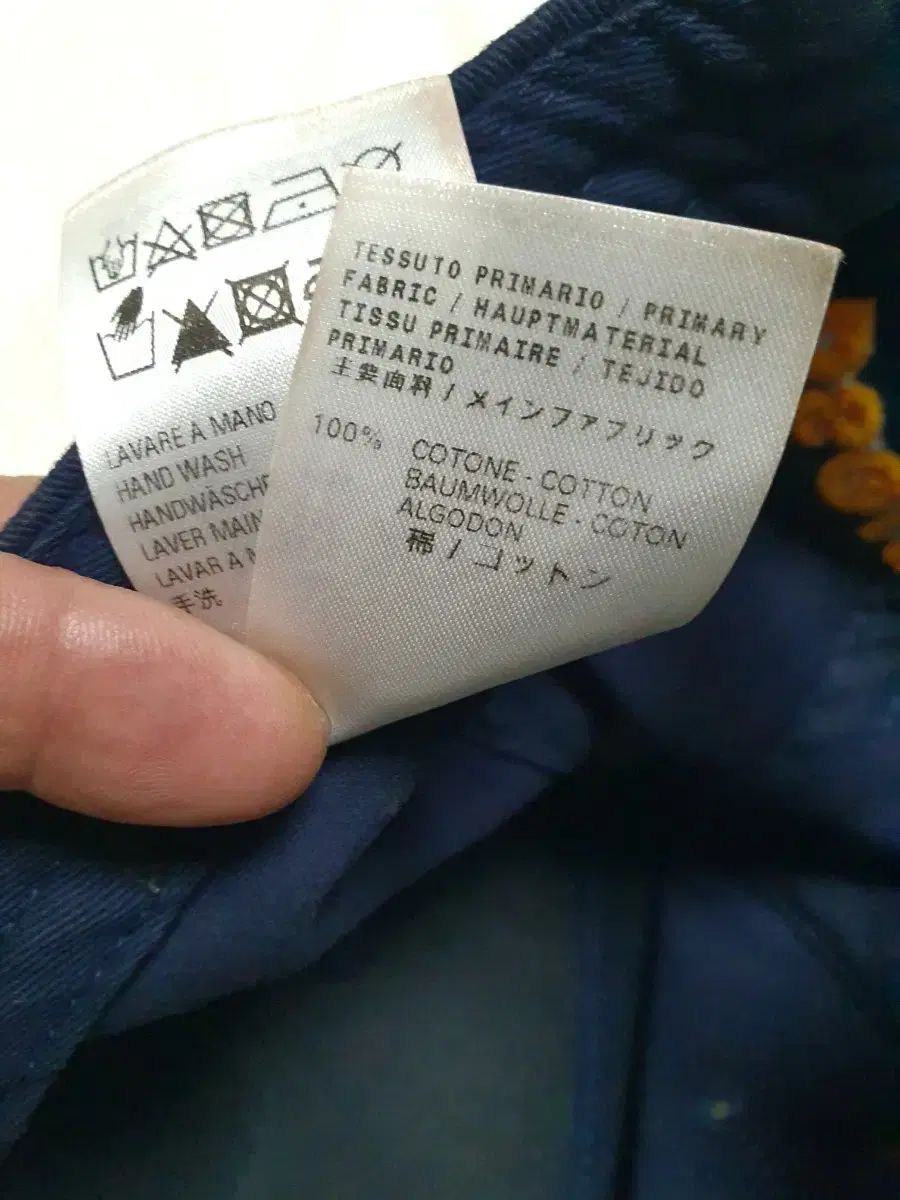 LAVARE A MANO
HAND WASH
HANDWÄSCHE
LAVER MAIN
LAVAR A
手洗
TESSUTO PRIMARIO / PRIMARY
FABRIC / HAUPTMATERIAL
TISSU PRIMAIRE / TEJIDO
PRIMARIO
主要面料 / メインファブリック
100% COTONE - COTTON
BAUMWOLLE - COTON
ALGODON
棉 / コットン